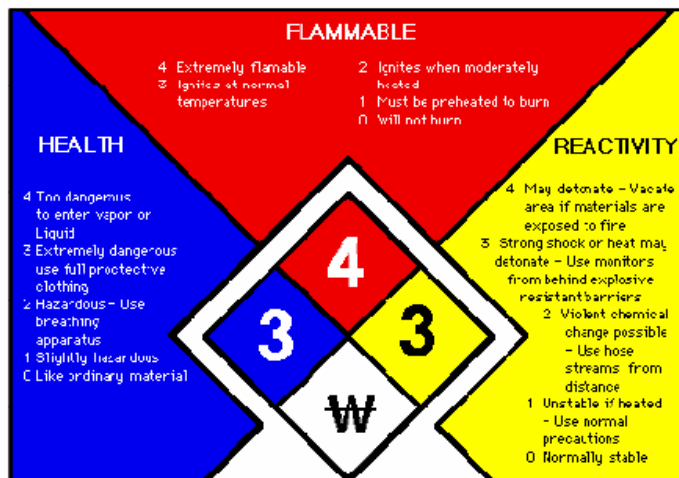 FLAMMABLE
4 Extremely flamable
3 Ignites at normal
temperatures
2 Ignites when moderately
heated
1 Must be preheated to burn
0 Will not burn
HEALTH
4 Too dangerous
to enter vapor or
Liquid
3 Extremely dangerous
use full proctective
clothing
2 Hazardous - Use
breathing
apparatus
1 Slightly hazardous
0 Like ordinary material
REACTIVITY
4 May detonate - Vacate
area if materials are
exposed to fire
3 Strong shock or heat may
detonate - Use monitors
from behind explosive
resistant barriers
2 Violent chemical
change possible
- Use hose
streams from
distance
1 Unstable if heated
- Use normal
precautions
0 Normally stable
4
3
3
W